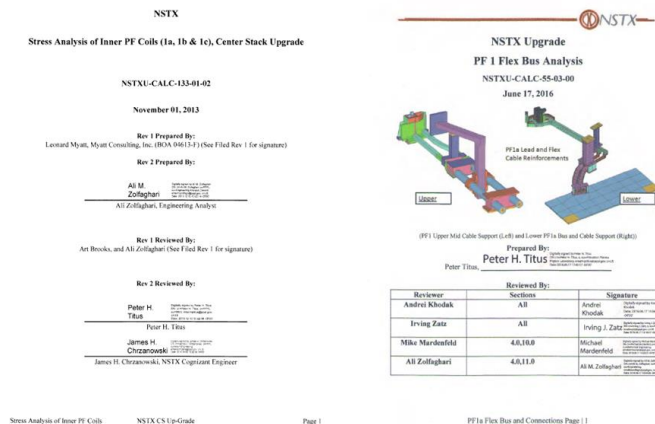 NSTX
Stress Analysis of Inner PF Coils (1a, 1b & 1c), Center Stack Upgrade
NSTXU-CALC-133-01-02
November 01, 2013
Rev 1 Prepared By:
Leonard Myatt, Myatt Consulting, Inc. (BOA 04613-F) (See Filed Rev 1 for signature)
Rev 2 Prepared By:
Ali M.
Zolfaghari
Ali Zolfaghari, Engineering Analyst
Rev 1 Reviewed By:
Art Brooks, and Ali Zolfaghari (See Filed Rev 1 for signature)
Rev 2 Reviewed By:
Peter H.
Titus
Peter H. Titus
James H.
Chrzanowski
James H. Chrzanowski, NSTX Cognizant Engineer
Stress Analysis of Inner PF Coils NSTX CS Up-Grade Page 1
NSTX
NSTX Upgrade
PF 1 Flex Bus Analysis
NSTXU-CALC-55-03-00
June 17, 2016
PF1a Lead and Flex
Cable Reinforcements
Upper
Lower
(PF1 Upper Mid Cable Support (Left) and Lower PF1a Bus and Cable Support (Right))
Prepared By:
Peter H. Titus
Peter Titus,
Reviewed By:
Reviewer Sections Signature
Andrei Khodak All Andrei
Khodak
Irving Zatz All Irving J. Zatz
Mike Mardenfeld 4.0,10.0 Michael
Mardenfeld
Ali Zolfaghari 4.0,11.0 Ali M. Zolfaghari
PF1a Flex Bus and Connections Page | 1